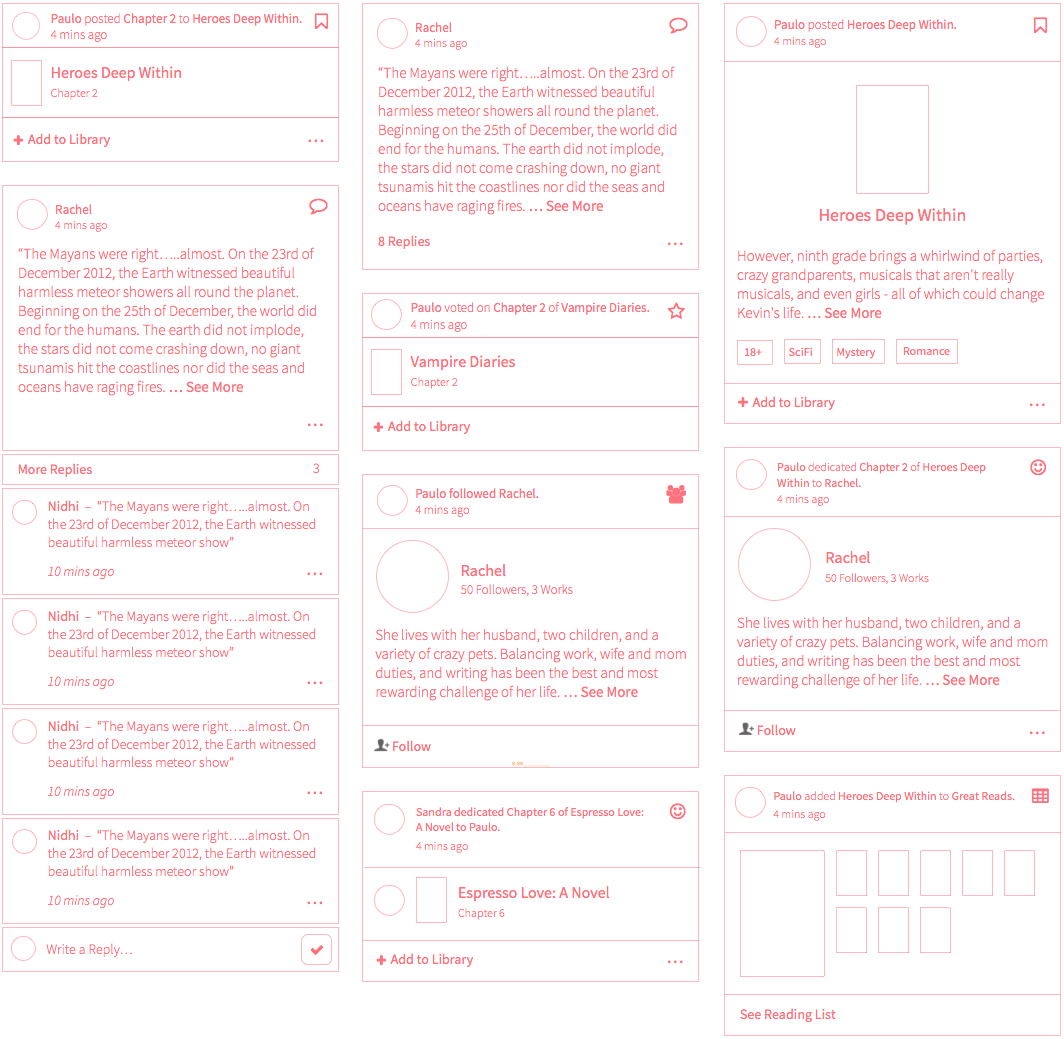 Paulo posted Chapter 2 to Heroes Deep Within.
4 mins ago
Heroes Deep Within
Chapter 2
Add to Library
Rachel
4 mins ago
“The Mayans were right…..almost. On the 23rd of
December 2012, the Earth witnessed beautiful
harmless meteor showers all round the planet.
Beginning on the 25th of December, the world did
end for the humans. The earth did not implode,
the stars did not come crashing down, no giant
tsunamis hit the coastlines nor did the seas and
oceans have raging fires. … See More
More Replies 3
Nidhi – "The Mayans were right…..almost. On
the 23rd of December 2012, the Earth witnessed
beautiful harmless meteor show"
10 mins ago
Nidhi – "The Mayans were right…..almost. On
the 23rd of December 2012, the Earth witnessed
beautiful harmless meteor show"
10 mins ago
Nidhi – "The Mayans were right…..almost. On
the 23rd of December 2012, the Earth witnessed
beautiful harmless meteor show"
10 mins ago
Nidhi – "The Mayans were right…..almost. On
the 23rd of December 2012, the Earth witnessed
beautiful harmless meteor show"
10 mins ago
Write a Reply…
Rachel
4 mins ago
“The Mayans were right…..almost. On the 23rd of
December 2012, the Earth witnessed beautiful
harmless meteor showers all round the planet.
Beginning on the 25th of December, the world did
end for the humans. The earth did not implode,
the stars did not come crashing down, no giant
tsunamis hit the coastlines nor did the seas and
oceans have raging fires. … See More
8 Replies
Paulo voted on Chapter 2 of Vampire Diaries.
4 mins ago
Vampire Diaries
Chapter 2
Add to Library
Paulo followed Rachel.
4 mins ago
Rachel
50 Followers, 3 Works
She lives with her husband, two children, and a
variety of crazy pets. Balancing work, wife and mom
duties, and writing has been the best and most
rewarding challenge of her life. … See More
Follow
Sandra dedicated Chapter 6 of Espresso Love:
A Novel to Paulo.
4 mins ago
Espresso Love: A Novel
Chapter 6
Add to Library
Paulo posted Heroes Deep Within.
4 mins ago
Heroes Deep Within
However, ninth grade brings a whirlwind of parties,
crazy grandparents, musicals that aren't really
musicals, and even girls - all of which could change
Kevin's life. … See More
18+ SciFi Mystery Romance
Add to Library
Paulo dedicated Chapter 2 of Heroes Deep
Within to Rachel.
4 mins ago
Rachel
50 Followers, 3 Works
She lives with her husband, two children, and a
variety of crazy pets. Balancing work, wife and mom
duties, and writing has been the best and most
rewarding challenge of her life. … See More
Follow
Paulo added Heroes Deep Within to Great Reads.
4 mins ago
See Reading List